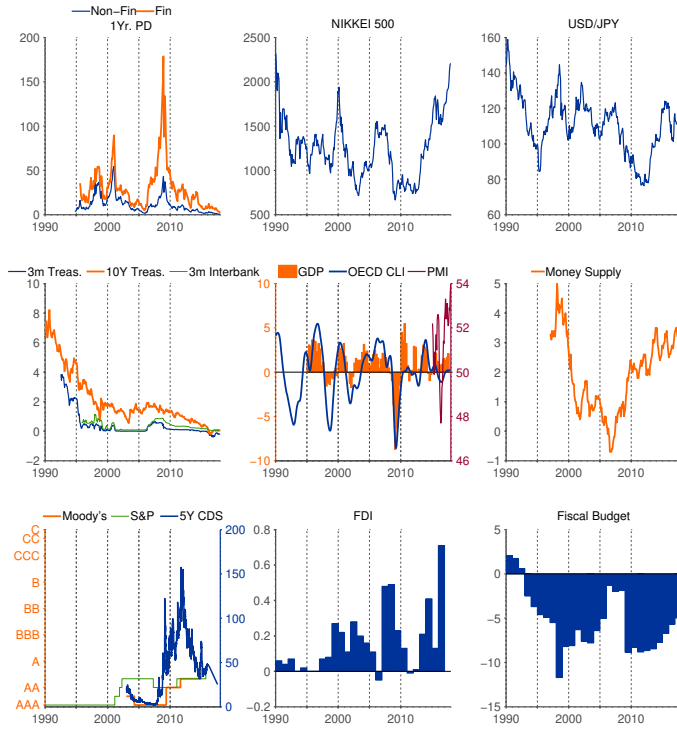 Non-Fin Fin
1Yr. PD NIKKEI 500 USD/JPY
200 2500 160
150 2000 140
100 1500 120
100
50 1000 80
0 500 60
1990 2000 2010 1990 2000 2010 1990 2000 2010
3m Treas. 10Y Treas. 3m Interbank GDP OECD CLI PMI Money Supply
10 10 54 5
8 52 4
6 5 3
4 0 50 2
2 −5 48 1
0 0
−2 −10 46 −1
1990 2000 2010 1990 2000 2010 1990 2000 2010
Moody's S&P 5Y CDS FDI Fiscal Budget
C 200 0.8 5
CC
CCC 150 0.6 0
B 0.4
BB 100 −5
BBB 0.2
A 50 0 −10
AA
AAA 0 −0.2 −15
1990 2000 2010 1990 2000 2010 1990 2000 2010